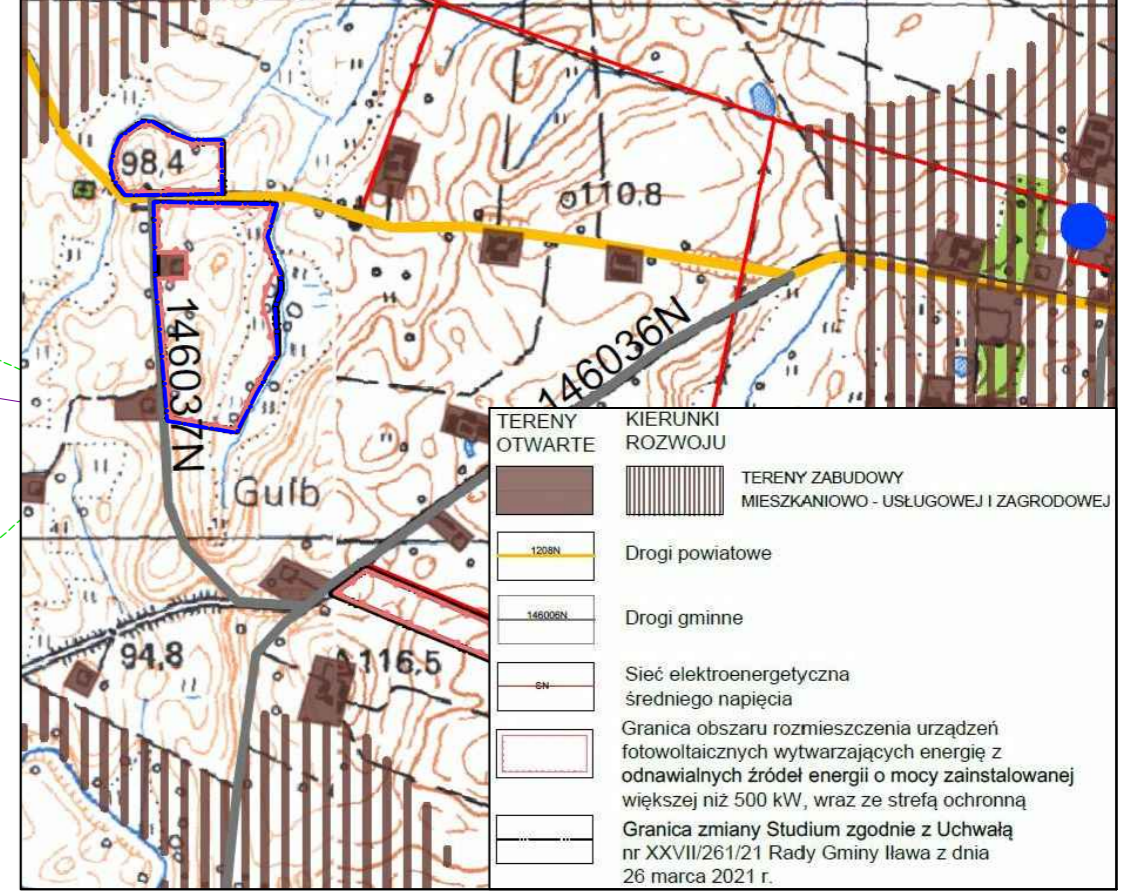 98,4
110.8
146037N
146036N
Gulb
94,8
116,5
TERENY
OTWARTE
KIERUNKI
ROZWOJU
TERENY ZABUDOWY
MIESZKANIOWO - USŁUGOWEJ I ZAGRODOWEJ
1208N
Drogi powiatowe
146006N
Drogi gminne
SN
Sieć elektroenergetyczna
średniego napięcia
Granica obszaru rozmieszczenia urządzeń
fotowoltaicznych wytwarzających energię z
odnawialnych źródeł energii o mocy zainstalowanej
większej niż 500 kW, wraz ze strefą ochronną
Granica zmiany Studium zgodnie z Uchwałą
nr XXVII/261/21 Rady Gminy Iława z dnia
26 marca 2021 r.